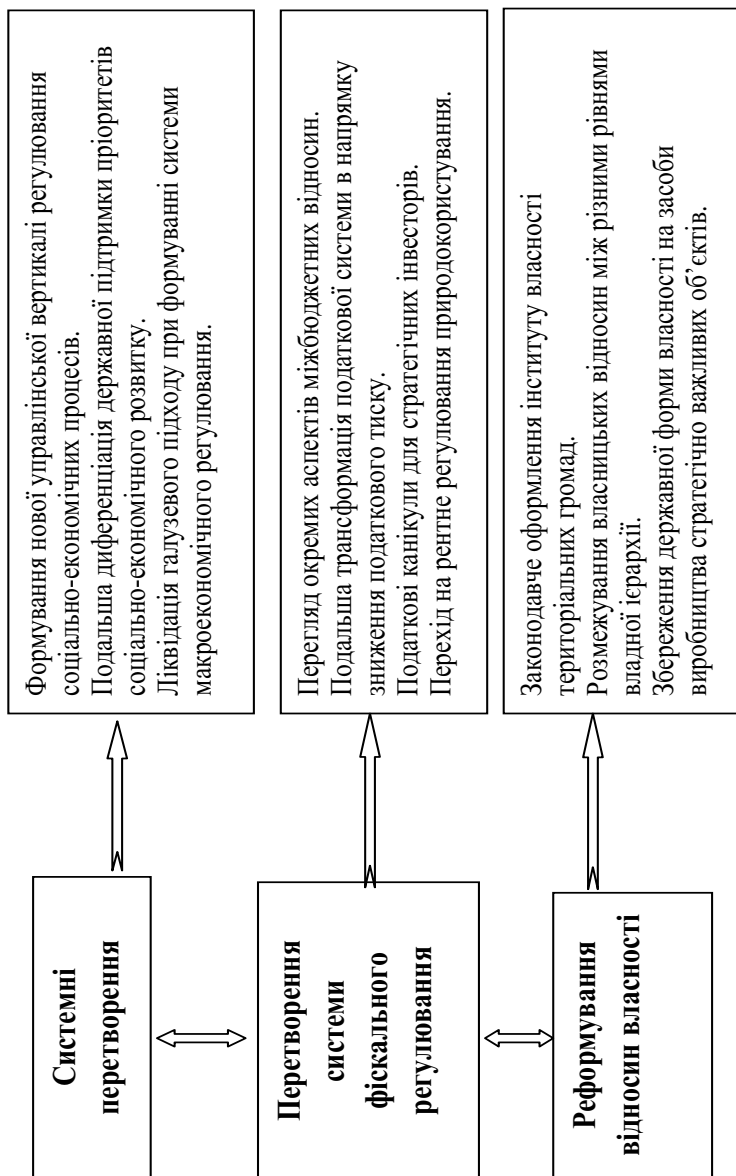 Системні
перетворення
Формування нової управлінської вертикалі регулювання
соціально-економічних процесів.
Подальша диференціація державної підтримки пріоритетів
соціально-економічного розвитку.
Ліквідація галузевого підходу при формуванні системи
макроекономічного регулювання.
Перетворення
системи
фіскального
регулювання
Перегляд окремих аспектів міжбюджетних відносин.
Подальша трансформація податкової системи в напрямку
зниження податкового тиску.
Податкові канікули для стратегічних інвесторів.
Перехід на рентне регулювання природокористування.
Реформування
відносин власності
Законодавче оформлення інституту власності
територіальних громад.
Розмежування власницьких відносин між різними рівнями
владної ієрархії.
Збереження державної форми власності на засоби
виробництва стратегічно важливих об’єктів.